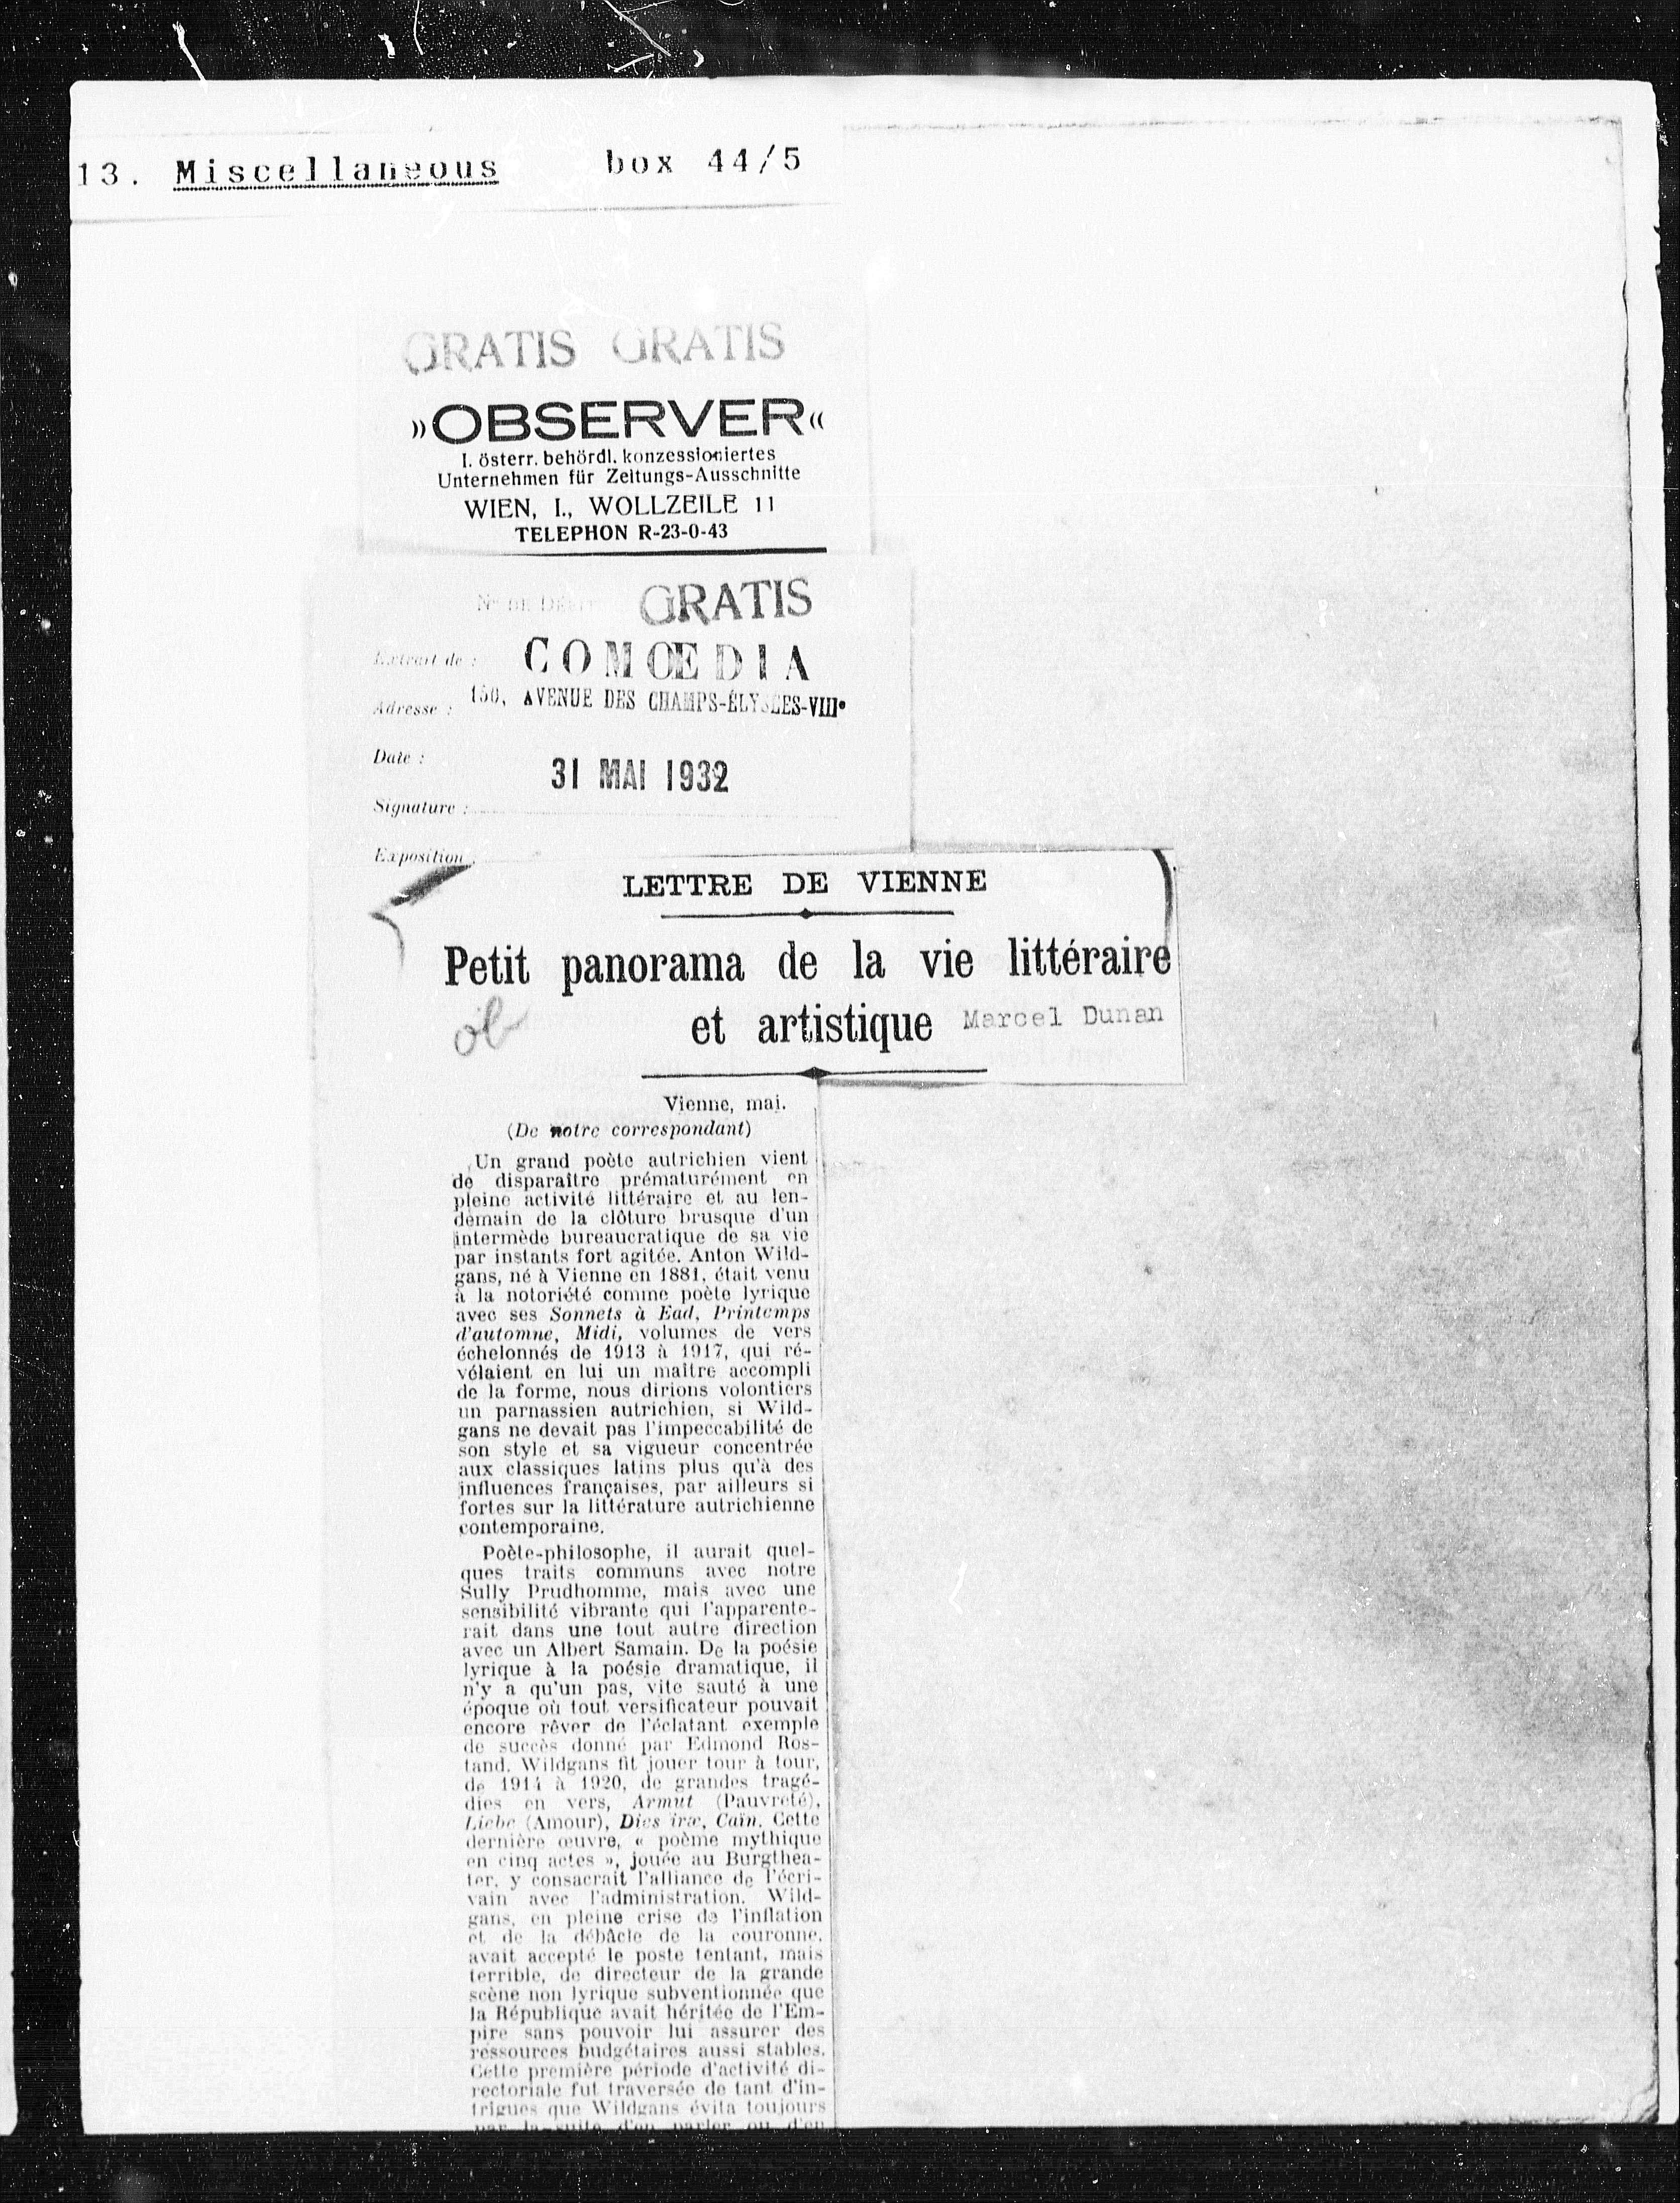 13. Miscellaneous box 44/5
GRATIS GRATIS
»OBSERVER«
I. österr. behördl. konzessioniertes
Unternehmen für Zeitungs-Ausschnitte
WIEN, I., WOLLZEILE 11
TELEPHON R-23-0-43
N° DE GRATIS
Extrait de : COMŒDIA
Adresse : 150, AVENUE DES CHAMPS-ÉLYSÉES-VIIIe
Date : 31 MAI 1932
Signature :
Exposition :
LETTRE DE VIENNE
Petit panorama de la vie littéraire
et artistique Marcel Dunan
Vienne, mai.
(De notre correspondant)
Un grand poète autrichien vient
de disparaître prématurément en
pleine activité littéraire et au len-
demain de la clôture brusque d'un
intermède bureaucratique de sa vie
par instants fort agitée. Anton Wild-
gans, né à Vienne en 1881, était venu
à la notoriété comme poète lyrique
avec ses Sonnets à Ead, Printemps
d'automne, Midi, volumes de vers
échelonnés de 1913 à 1917, qui ré-
vélaient en lui un maître accompli
de la forme, nous dirions volontiers
un parnassien autrichien, si Wild-
gans ne devait pas l'impeccabilité de
son style et sa vigueur concentrée
aux classiques latins plus qu'à des
influences françaises, par ailleurs si
fortes sur la littérature autrichienne
contemporaine.
Poète-philosophe, il aurait quel-
ques traits communs avec notre
Sully Prudhomme, mais avec une
sensibilité vibrante qui l'apparente-
rait dans une tout autre direction
avec un Albert Samain. De la poésie
lyrique à la poésie dramatique, il
n'y a qu'un pas, vite sauté à une
époque où tout versificateur pouvait
encore rêver de l'éclatant exemple
de succès donné par Edmond Ros-
tand. Wildgans fit jouer tour à tour,
de 1914 à 1920, de grandes tragé-
dies en vers, Armut (Pauvreté),
Liebe (Amour), Dies iræ, Caïn. Cette
dernière œuvre, « poème mythique
en cinq actes », jouée au Burgthea-
ter, y consacrait l'alliance de l'écri-
vain avec l'administration. Wild-
gans, en pleine crise de l'inflation
et de la débâcle de la couronne,
avait accepté le poste tentant, mais
terrible, de directeur de la grande
scène non lyrique subventionnée que
la République avait héritée de l'Em-
pire sans pouvoir lui assurer des
ressources budgétaires aussi stables.
Cette première période d'activité di-
rectoriale fut traversée de tant d'in-
trigues que Wildgans évita toujours
par la suite d'en parler ou d'en